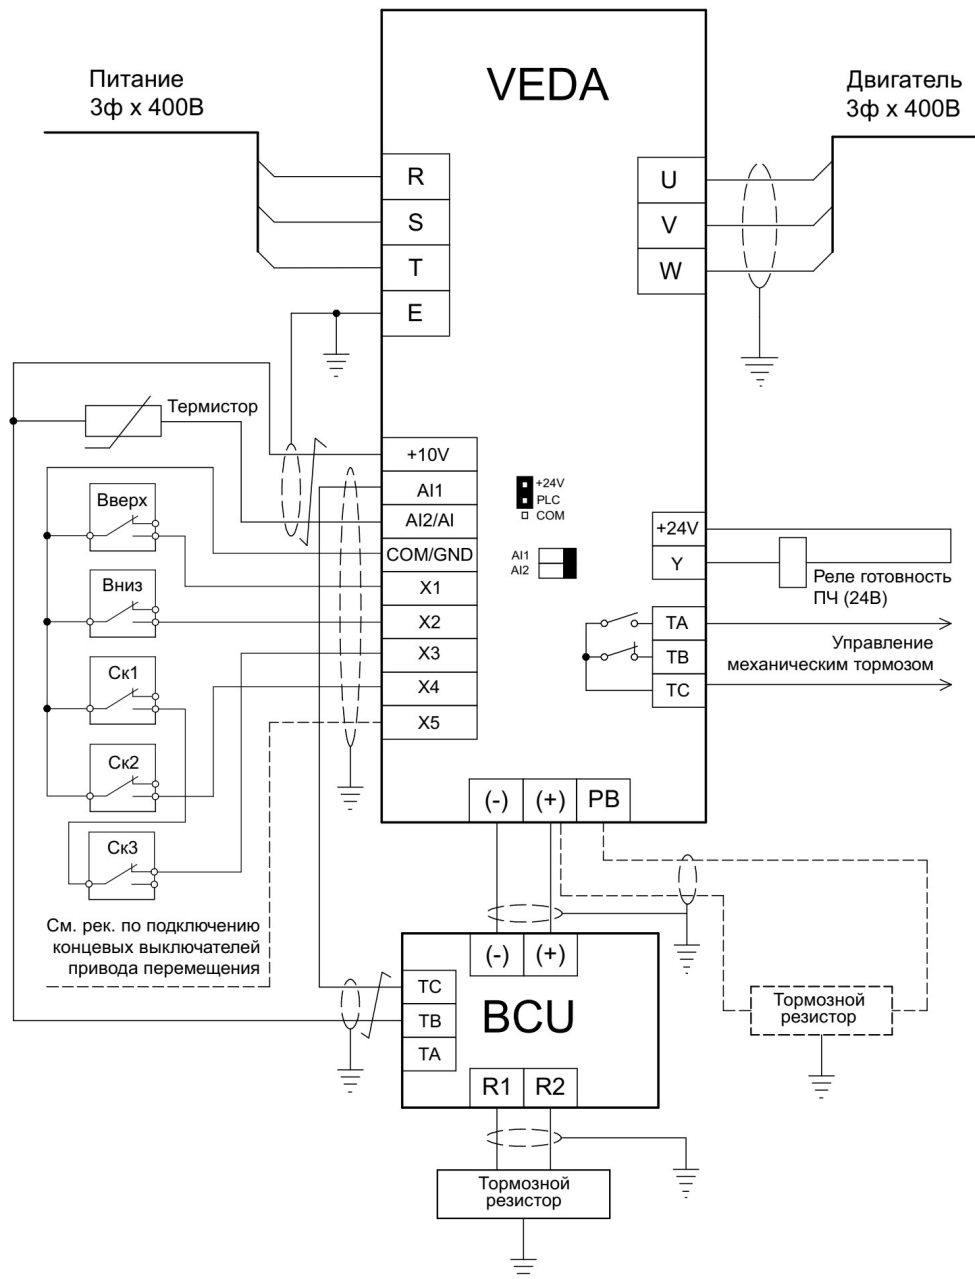 VEDA
Питание
3ф x 400В
Двигатель
3ф x 400В
R
S
T
E
U
V
W
Термистор
+10V
AI1
AI2/AI
COM/GND
X1
X2
X3
X4
X5
Вверх
Вниз
Ск1
Ск2
Ск3
+24V
PLC
COM
AI1
AI2
+24V
Y
Реле готовность
ПЧ (24В)
TA
TB
TC
Управление
механическим тормозом
(-) (+) PB
См. рек. по подключению
концевых выключателей
привода перемещения
(-) (+)
TC
TB
TA
BCU
R1 R2
Тормозной
резистор
Тормозной
резистор